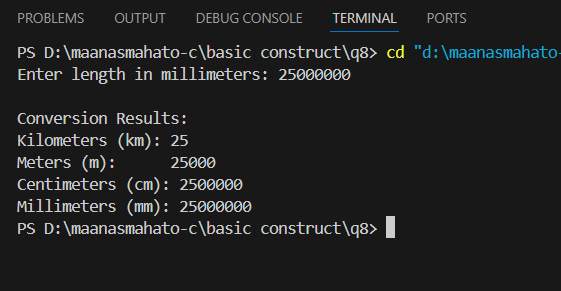 PROBLEMS OUTPUT DEBUG CONSOLE TERMINAL PORTS
PS D:\maanasmahato-c\basic construct\q8> cd "d:\maanasmahato-
Enter length in millimeters: 25000000
Conversion Results:
Kilometers (km): 25
Meters (m):      25000
Centimeters (cm): 2500000
Millimeters (mm): 25000000
PS D:\maanasmahato-c\basic construct\q8>